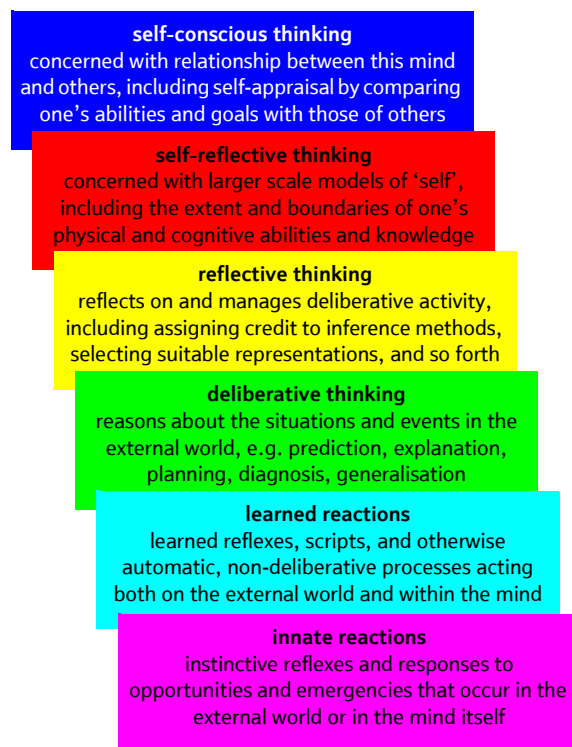 self-conscious thinking
concerned with relationship between this mind
and others, including self-appraisal by comparing
one’s abilities and goals with those of others
self-reflective thinking
concerned with larger scale models of ‘self’,
including the extent and boundaries of one’s
physical and cognitive abilities and knowledge
reflective thinking
reflects on and manages deliberative activity,
including assigning credit to inference methods,
selecting suitable representations, and so forth
deliberative thinking
reasons about the situations and events in the
external world, e.g. prediction, explanation,
planning, diagnosis, generalisation
learned reactions
learned reflexes, scripts, and otherwise
automatic, non-deliberative processes acting
both on the external world and within the mind
innate reactions
instinctive reflexes and responses to
opportunities and emergencies that occur in the
external world or in the mind itself